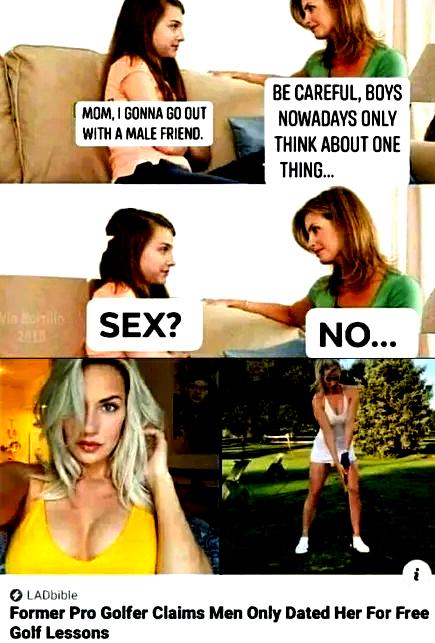 MOM, I GONNA GO OUT
WITH A MALE FRIEND.
BE CAREFUL, BOYS
NOWADAYS ONLY
THINK ABOUT ONE
THING...
SEX?
NO...
2018
i
LADbible
Former Pro Golfer Claims Men Only Dated Her For Free
Golf Lessons